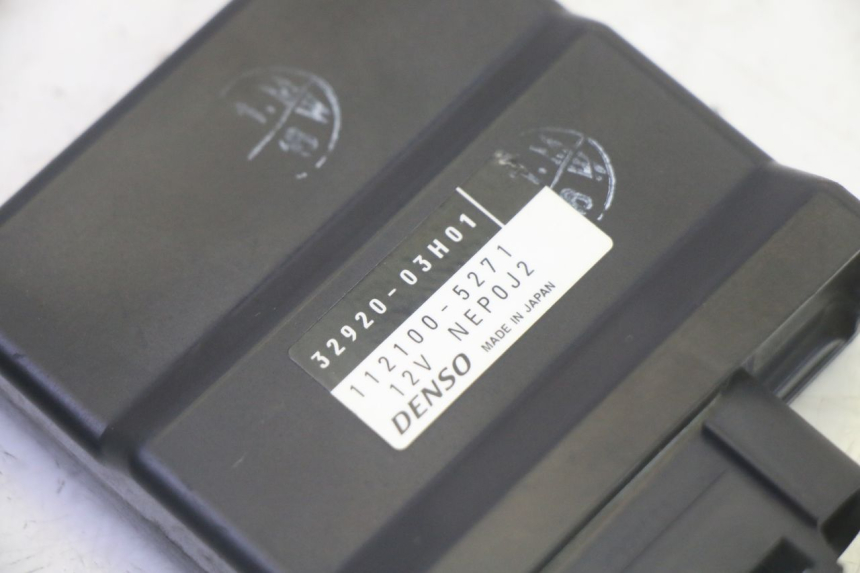 32920-03H01
112100-5271
12V NEP0J2
DENSO MADE IN JAPAN